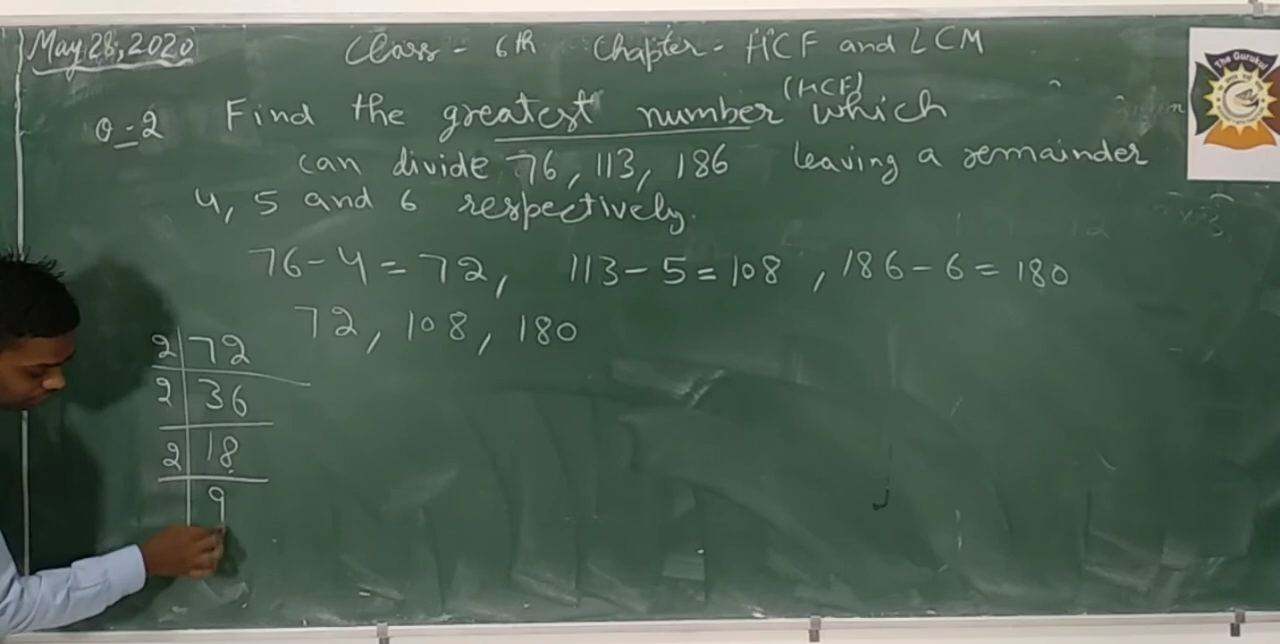 May 28, 2020 Class - 6th Chapter - HCF and LCM
The Gurukul
(HCF)
Q-2 Find the greatest number which
can divide 76, 113, 186 leaving a remainder
4, 5 and 6 respectively.
76-4=72, 113-5=108, 186-6=180
72, 108, 180
2 72
2 36
2 18
9